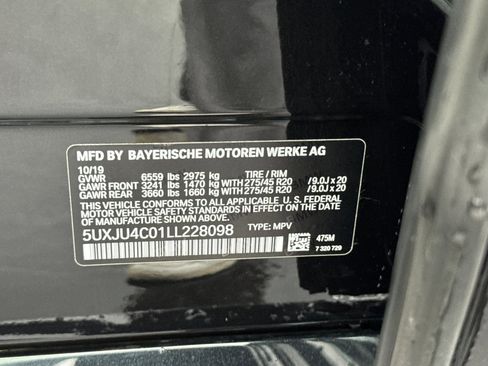 MFD BY BAYERISCHE MOTOREN WERKE AG
10/19 TIRE / RIM
GVWR 6559 lbs 2975 kg
GAWR FRONT 3241 lbs 1470 kg WITH 275/45 R20 / 9.0J x 20
GAWR REAR 3660 lbs 1660 kg WITH 275/45 R20 / 9.0J x 20
THIS VEHICLE CONFORMS TO ALL APPLICABLE U. S. FEDERAL
MOTOR VEHICLE SAFETY STANDARDS IN EFFECT ON THE DATE
OF MANUFACTURE SHOWN ABOVE.
5UXJU4C01LL228098 TYPE: MPV
475M
7 320 729